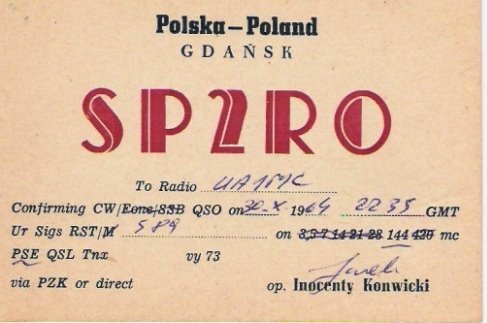 Polska–Poland
GDAŃSK
SP2RO
To Radio UA1MC
Confirming CW/Fone/SSB QSO on 30.X 1964 2235 GMT
Ur Sigs RST/M 589 on 3,5 7 14 21 28 144 420 mc
PSE QSL Tnx vy 73
via PZK or direct op. Inocenty Konwicki